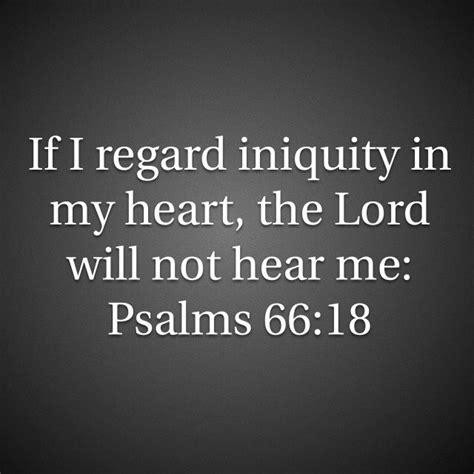 If I regard iniquity in
my heart, the Lord
will not hear me:
Psalms 66:18